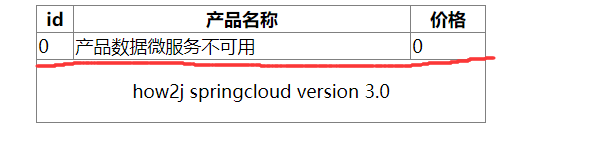 id 产品名称 价格
0 产品数据微服务不可用 0
how2j springcloud version 3.0